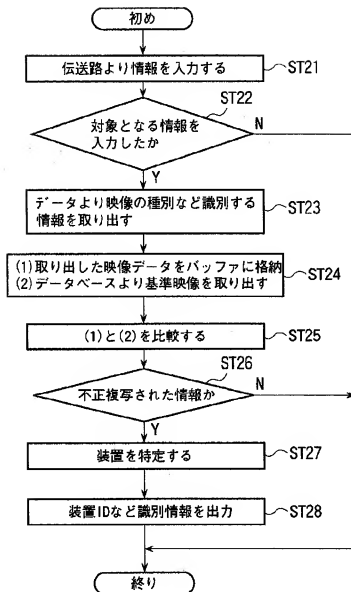 初め
伝送路より情報を入力する
ST21
ST22
対象となる情報を
入力したか
N
Y
データより映像の種別など識別する
情報を取り出す
ST23
(1)取り出した映像データをバッファに格納
(2)データベースより基準映像を取り出す
ST24
(1)と(2)を比較する
ST25
ST26
不正複写された情報か
N
Y
装置を特定する
ST27
装置IDなど識別情報を出力
ST28
終り